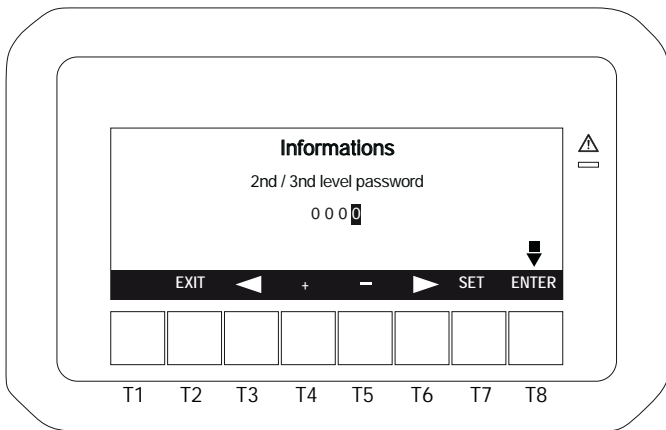 Informations
2nd / 3nd level password
0 0 0 0
EXIT + - SET ENTER
T1 T2 T3 T4 T5 T6 T7 T8